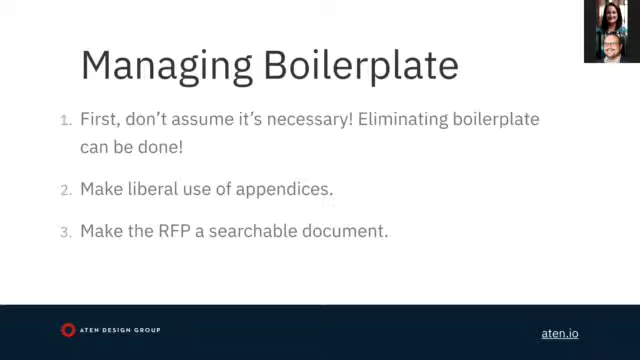 Managing Boilerplate
1. First, don't assume it's necessary! Eliminating boilerplate
can be done!
2. Make liberal use of appendices.
3. Make the RFP a searchable document.
ATEN DESIGN GROUP
aten.io